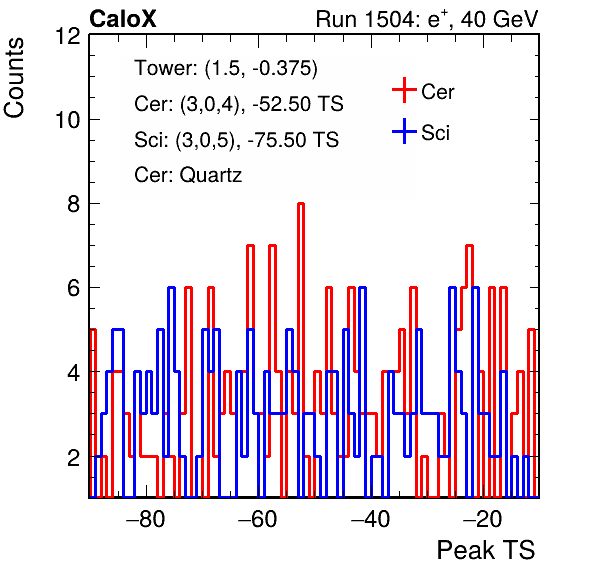 CaloX Run 1504: e⁺, 40 GeV
Counts
12
10
8
6
4
2
Tower: (1.5, -0.375)
Cer: (3,0,4), -52.50 TS
Sci: (3,0,5), -75.50 TS
Cer: Quartz
Cer
Sci
−80 −60 −40 −20
Peak TS